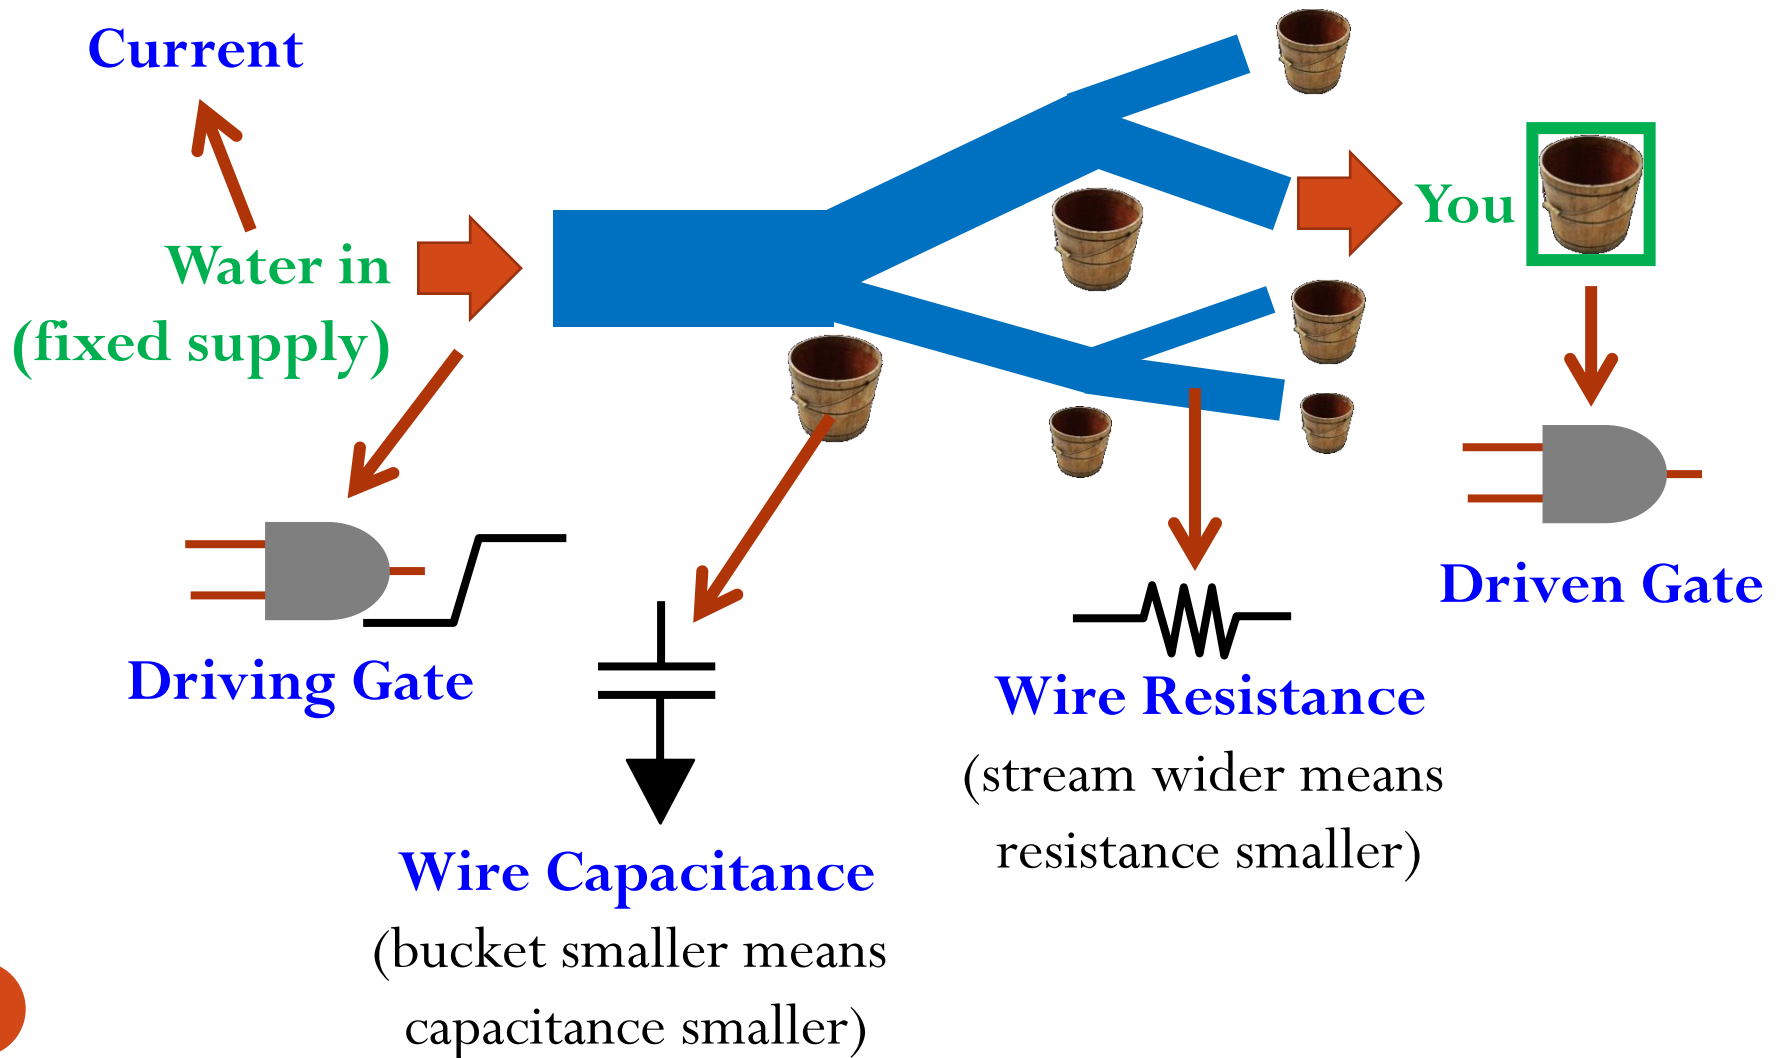 Current
Water in
(fixed supply)
You
Driving Gate
Driven Gate
Wire Capacitance
(bucket smaller means
capacitance smaller)
Wire Resistance
(stream wider means
resistance smaller)